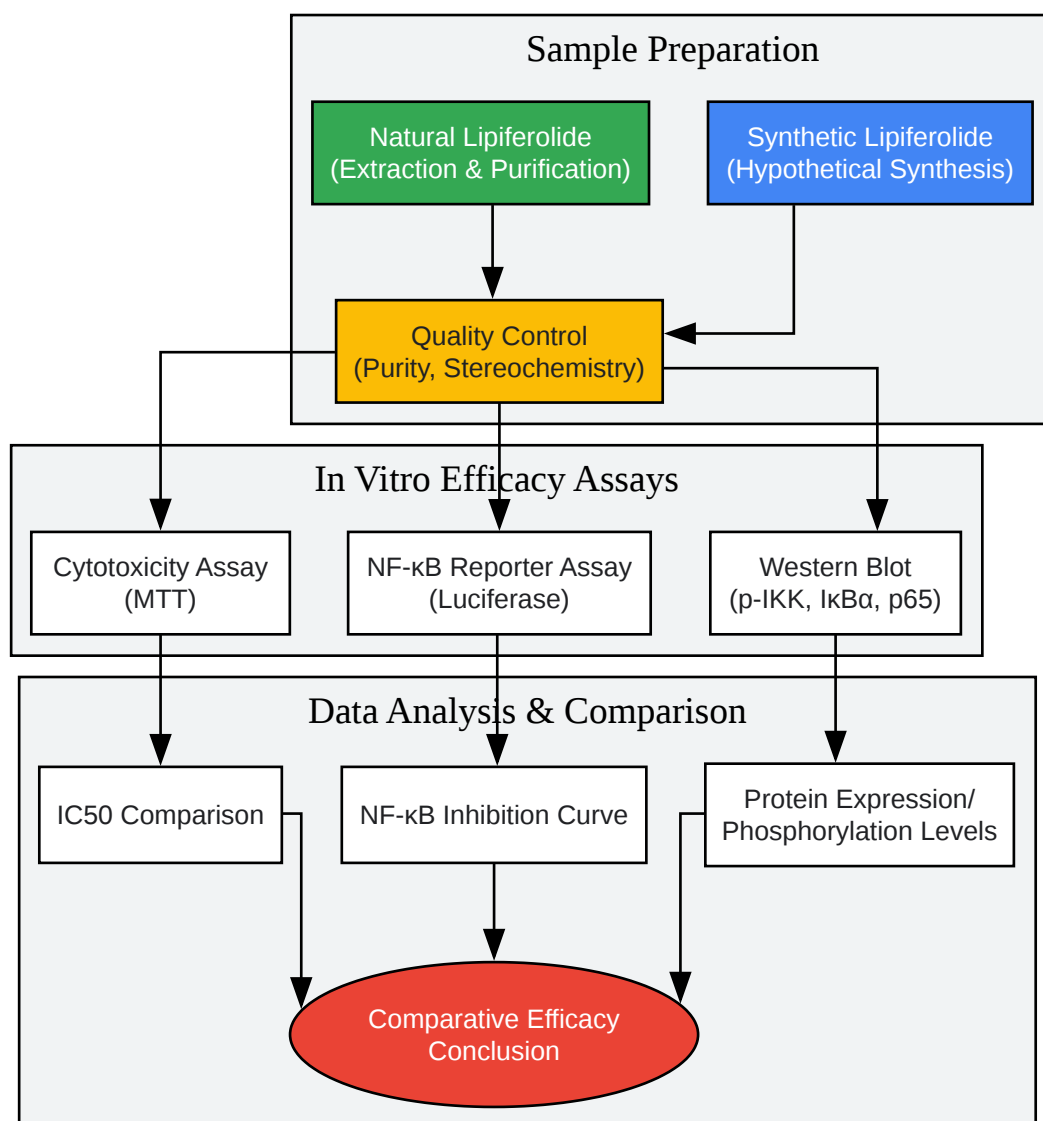 Sample Preparation
Natural Lipiferolide
(Extraction & Purification)
Synthetic Lipiferolide
(Hypothetical Synthesis)
Quality Control
(Purity, Stereochemistry)
In Vitro Efficacy Assays
Cytotoxicity Assay
(MTT)
NF-κB Reporter Assay
(Luciferase)
Western Blot
(p-IKK, IκBα, p65)
Data Analysis & Comparison
IC50 Comparison
NF-κB Inhibition Curve
Protein Expression/
Phosphorylation Levels
Comparative Efficacy
Conclusion